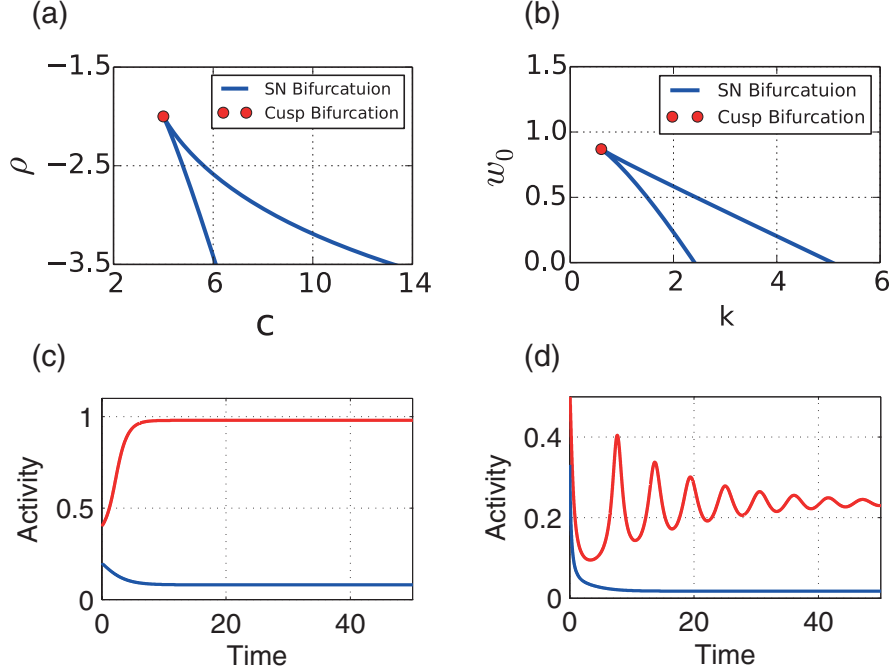 (a)
−1.5
−2.5
−3.5
ρ
SN Bifurcatuion
Cusp Bifurcation
2 6 10 14
c
(b)
1.5
1.0
0.5
0.0
w0
SN Bifurcatuion
Cusp Bifurcation
0 2 4 6
k
(c)
1
0.5
0
Activity
0 20 40
Time
(d)
0.4
0.2
0
Activity
0 20 40
Time